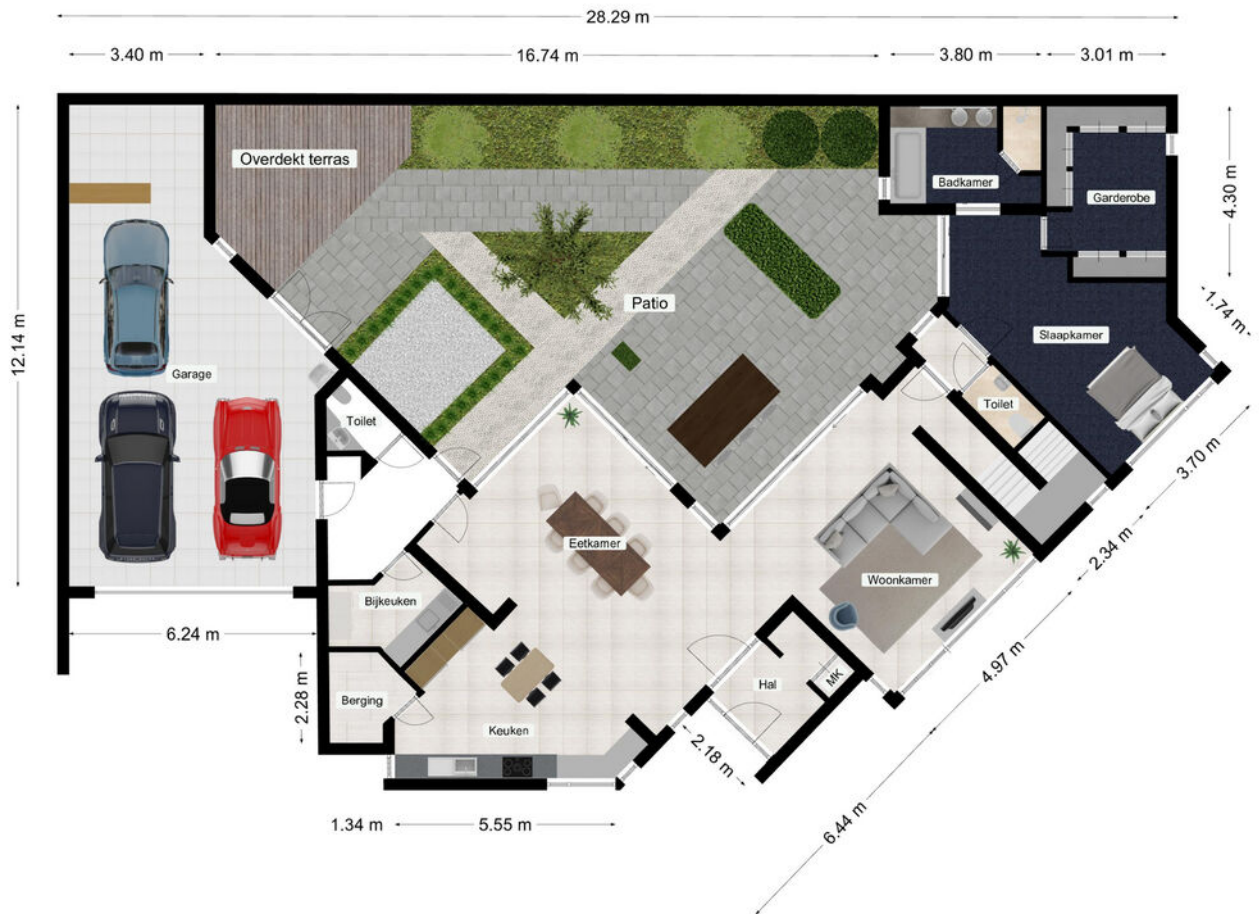 28.29 m
3.40 m
16.74 m
3.80 m
3.01 m
Overdekt terras
Badkamer
Garderobe
4.30 m
12.14 m
Patio
1.74 m
Slaapkamer
Garage
Toilet
Toilet
3.70 m
Eetkamer
Woonkamer
2.34 m
Bijkeuken
6.24 m
4.97 m
2.28 m
Berging
Hal
MK
Keuken
2.18 m
6.44 m
1.34 m
5.55 m